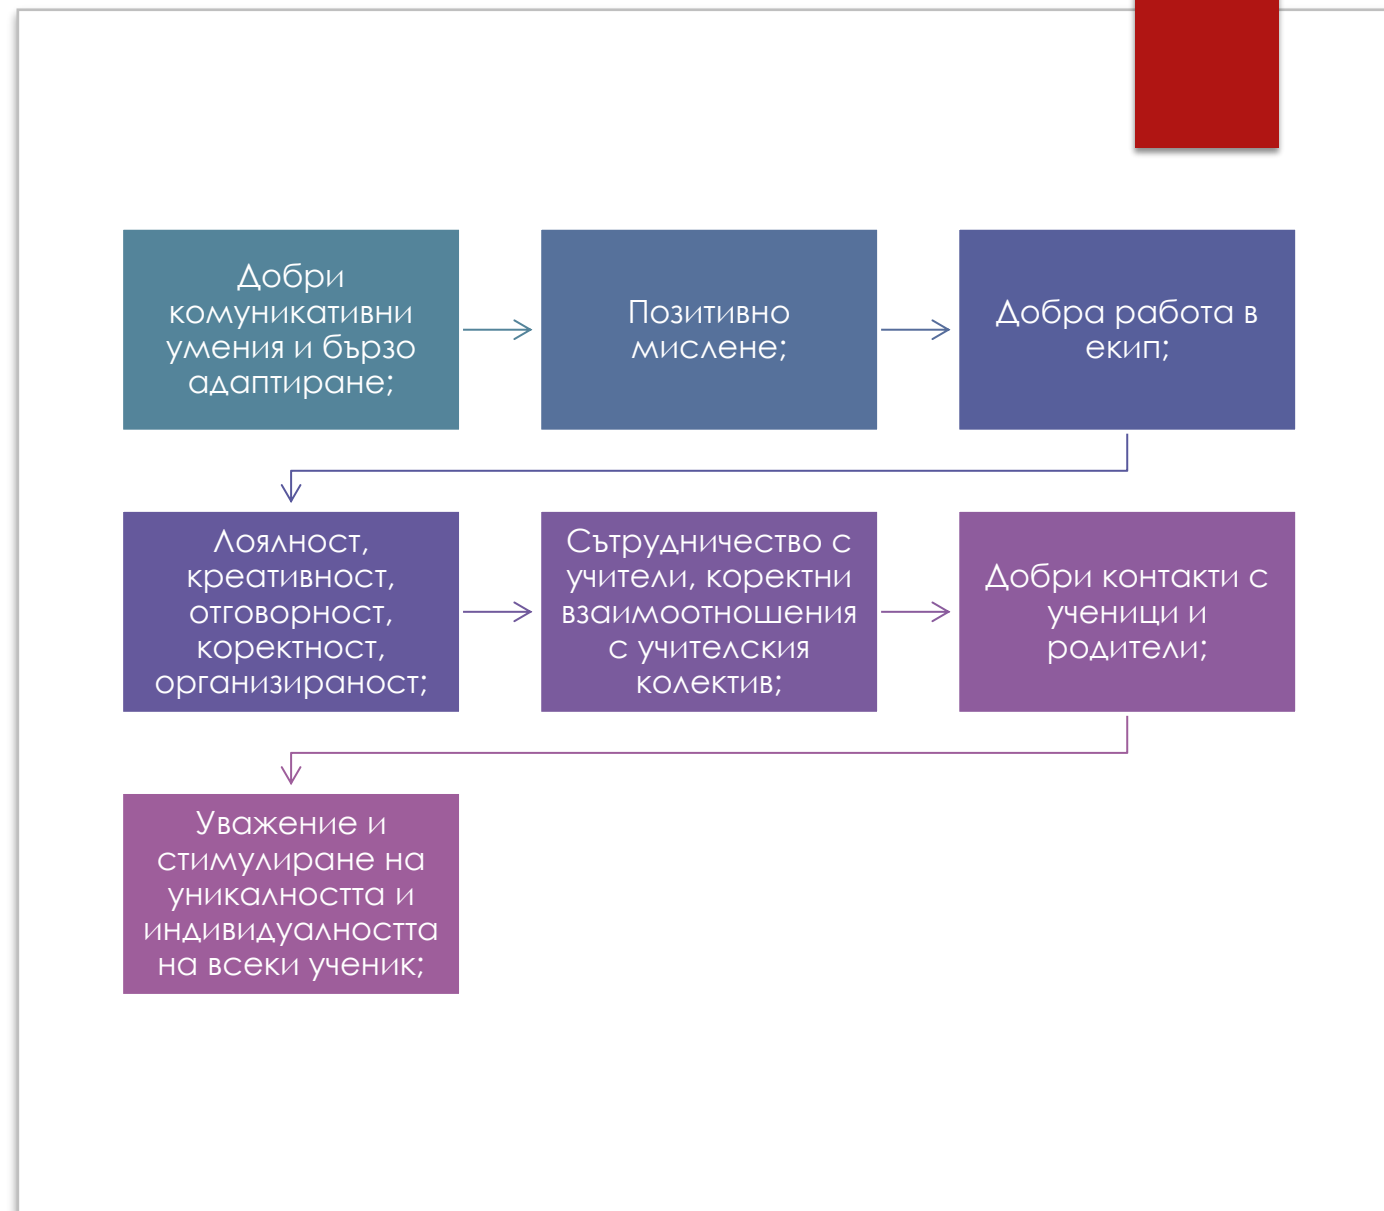 Добри
комуникативни
умения и бързо
адаптиране;
Позитивно
мислене;
Добра работа в
екип;
Лоялност,
креативност,
отговорност,
коректност,
организираност;
Сътрудничество с
учители, коректни
взаимоотношения
с учителския
колектив;
Добри контакти с
ученици и
родители;
Уважение и
стимулиране на
уникалността и
индивидуалността
на всеки ученик;